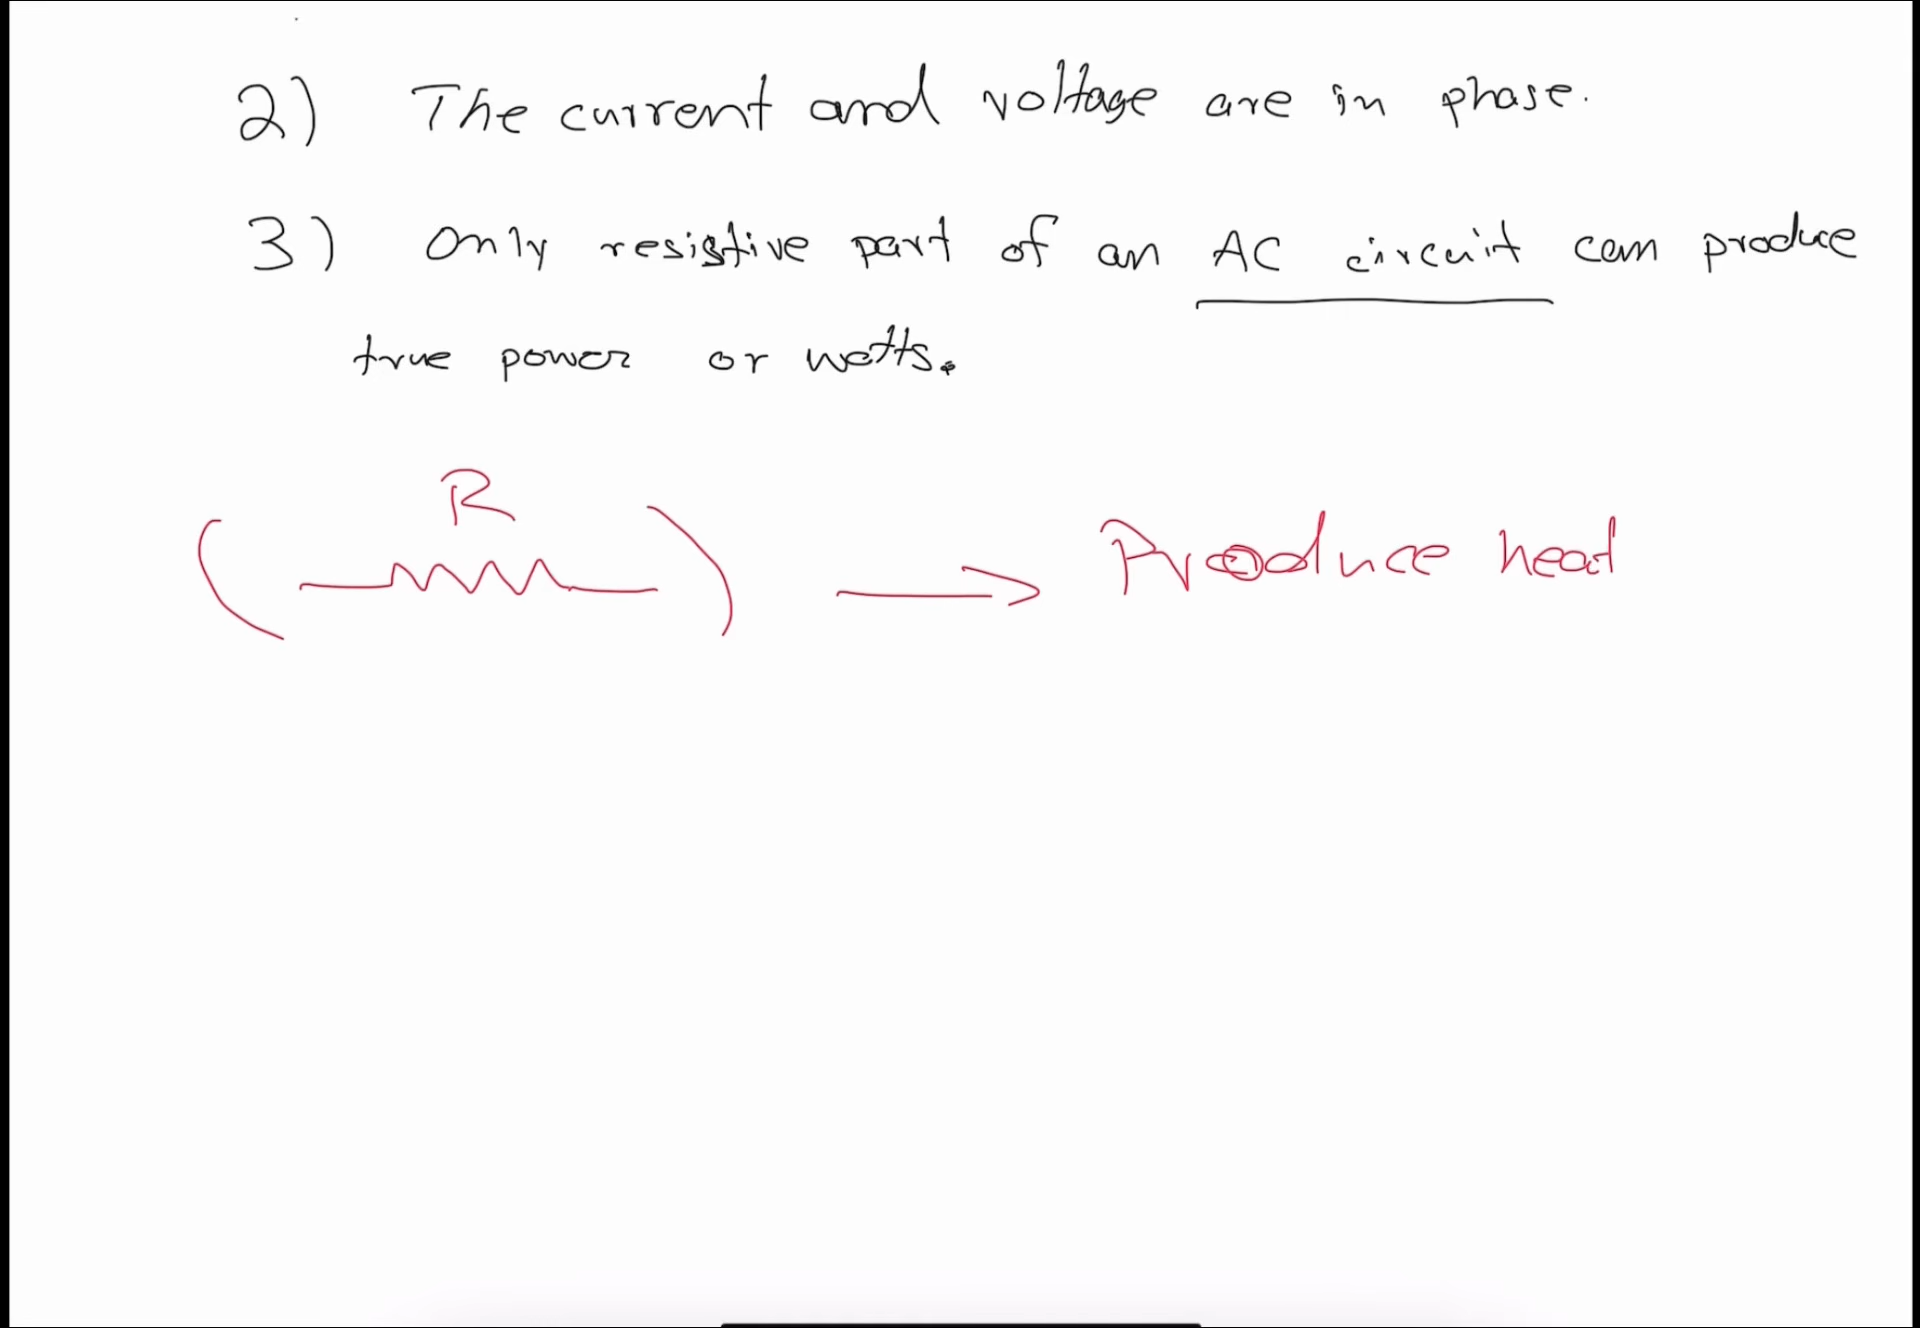 2) The current and voltage are in phase.
3) Only resistive part of an AC circuit can produce
true power or watts.
R
Produce heat